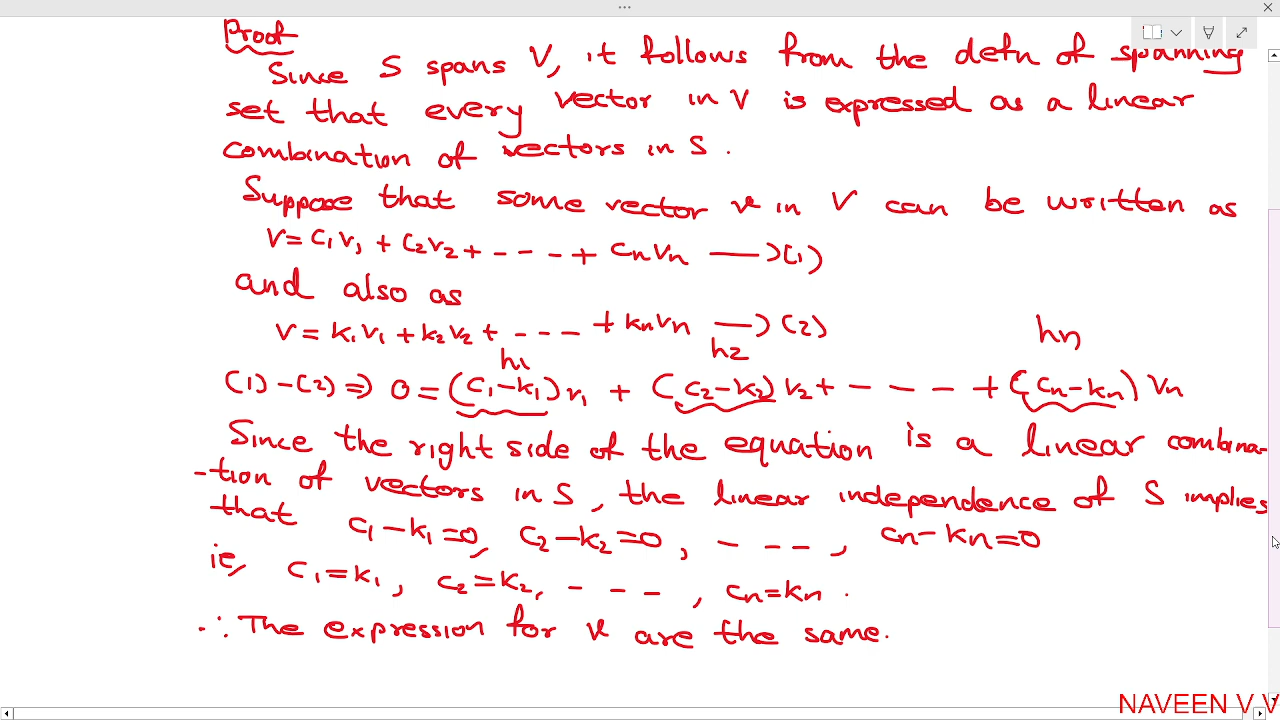 Proof
Since S spans V, it follows from the defn of spanning
set that every vector in V is expressed as a linear
combination of vectors in S .
Suppose that some vector v in V can be written as
V = C1V1 + C2V2 + - - - - + CnVn —> (1)
and also as
V = k1V1 + k2V2 + - - - - + knVn —> (2)
h1 h2 hn
(1) - (2) => 0 = (C1-k1)v1 + (C2-k2)V2 + - - - - + (Cn-kn) Vn
Since the right side of the equation is a linear combina-
-tion of vectors in S, the linear independence of S implies
that C1-k1=0, C2-k2=0, - - - -, Cn-kn=0
ie, C1=k1, C2=k2, - - - -, Cn=kn .
∴ The expression for v are the same.
NAVEEN V V